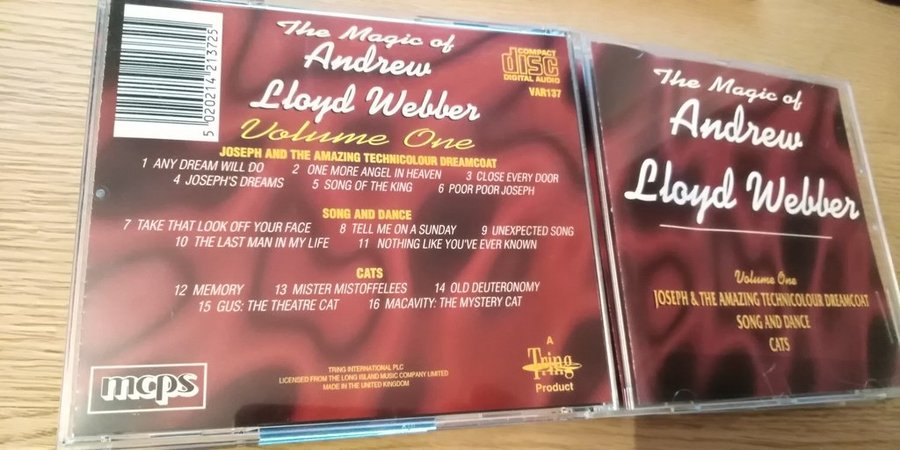 The Magic of
Andrew
Lloyd Webber
Volume One
COMPACT
disc
DIGITAL AUDIO
VAR137
5 020214 213725
JOSEPH AND THE AMAZING TECHNICOLOUR DREAMCOAT
1 ANY DREAM WILL DO 2 ONE MORE ANGEL IN HEAVEN 3 CLOSE EVERY DOOR
4 JOSEPH'S DREAMS 5 SONG OF THE KING 6 POOR POOR JOSEPH
SONG AND DANCE
7 TAKE THAT LOOK OFF YOUR FACE 8 TELL ME ON A SUNDAY 9 UNEXPECTED SONG
10 THE LAST MAN IN MY LIFE 11 NOTHING LIKE YOU'VE EVER KNOWN
CATS
12 MEMORY 13 MISTER MISTOFFELEES 14 OLD DEUTERONOMY
15 GUS: THE THEATRE CAT 16 MACAVITY: THE MYSTERY CAT
mcps
TRING INTERNATIONAL PLC
LICENSED FROM THE LONG ISLAND MUSIC COMPANY LIMITED
MADE IN THE UNITED KINGDOM
A
Tring
Tring
Product
The Magic of
Andrew
Lloyd Webber
Volume One
JOSEPH & THE AMAZING TECHNICOLOUR DREAMCOAT
SONG AND DANCE
CATS